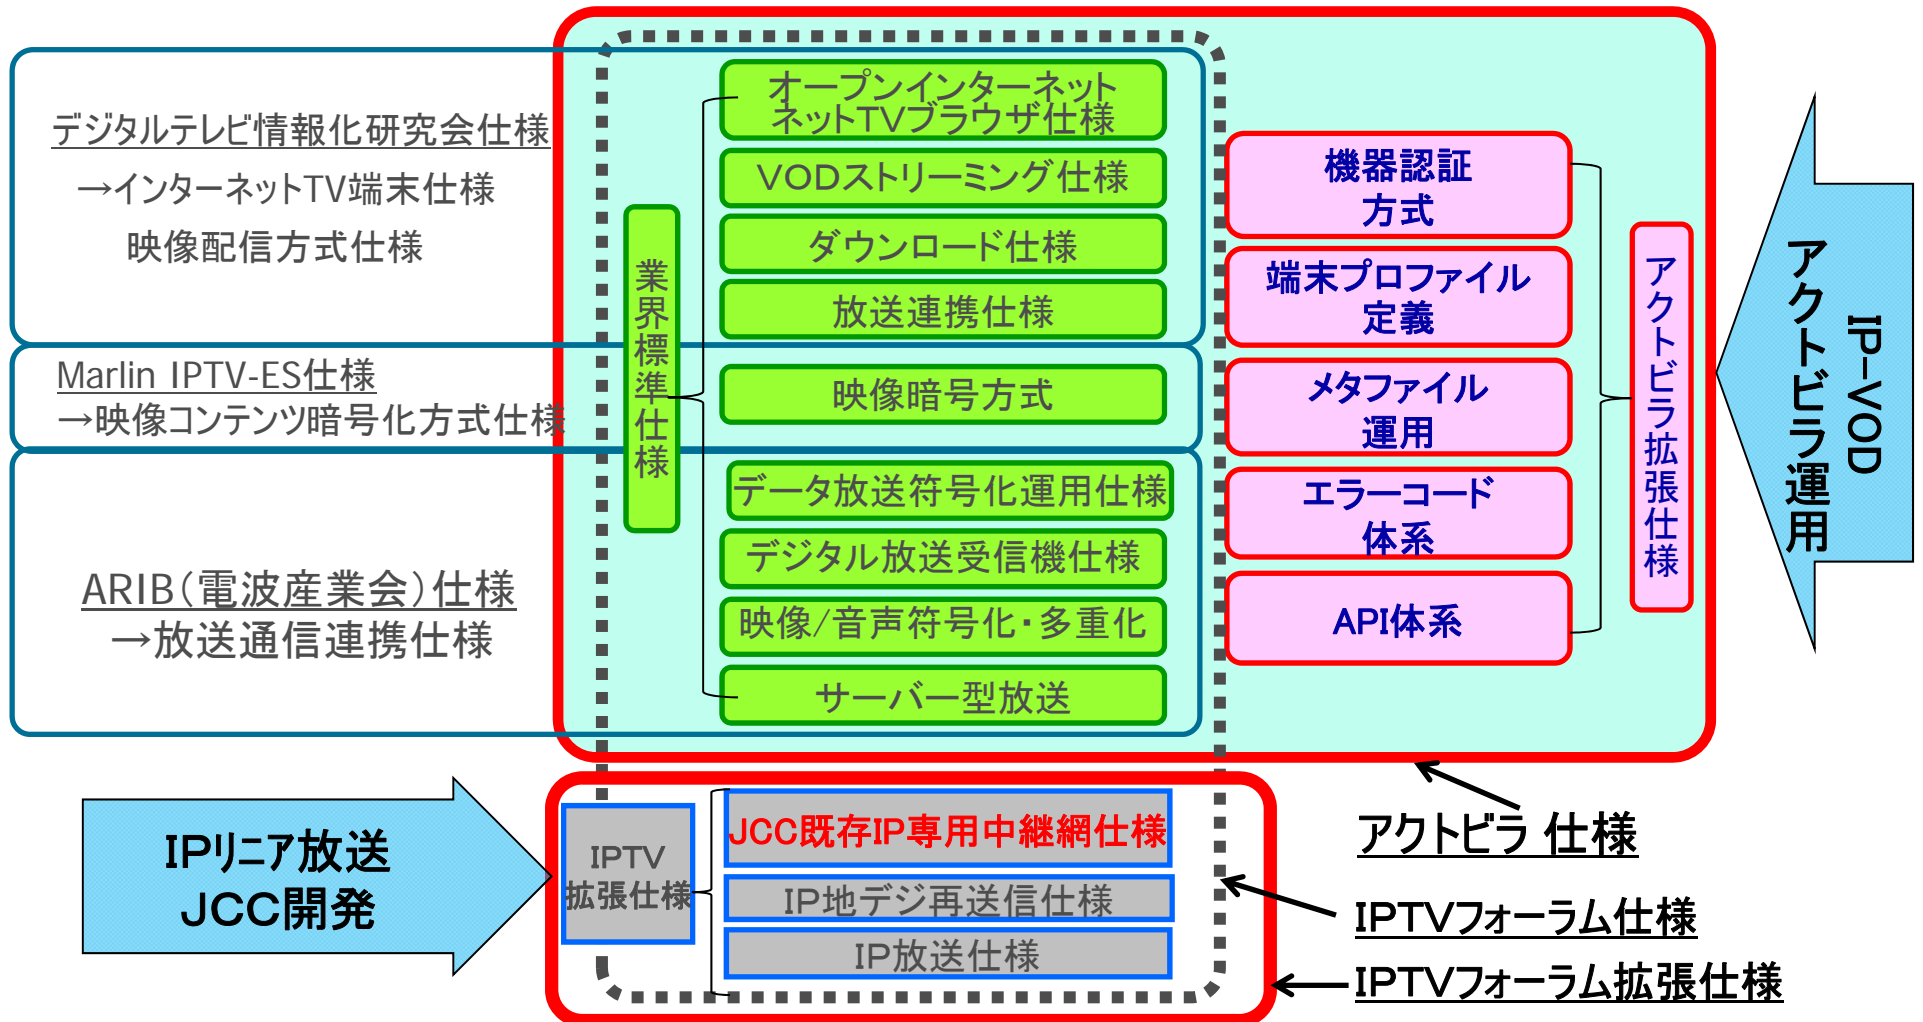 デジタルテレビ情報化研究会仕様
→インターネットTV端末仕様
映像配信方式仕様
Marlin IPTV-ES仕様
→映像コンテンツ暗号化方式仕様
ARIB(電波産業会)仕様
→放送通信連携仕様
業界標準仕様
オープンインターネット
ネットTVブラウザ仕様
VODストリーミング仕様
ダウンロード仕様
放送連携仕様
映像暗号方式
データ放送符号化運用仕様
デジタル放送受信機仕様
映像/音声符号化・多重化
サーバー型放送
機器認証
方式
端末プロファイル
定義
メタファイル
運用
エラーコード
体系
API体系
アクトビラ拡張仕様
IP-VOD
アクトビラ運用
IPリニア放送
JCC開発
IPTV
拡張仕様
JCC既存IP専用中継網仕様
IP地デジ再送信仕様
IP放送仕様
アクトビラ 仕様
IPTVフォーラム仕様
IPTVフォーラム拡張仕様